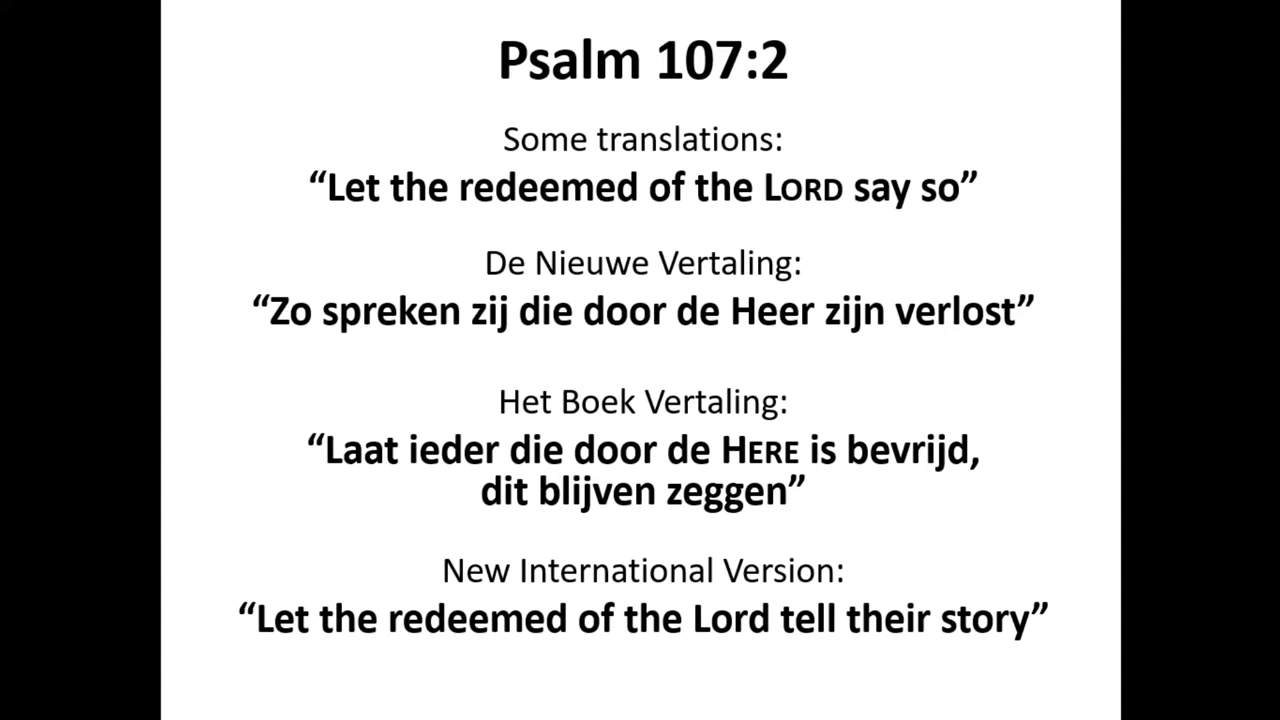 Psalm 107:2
Some translations:
“Let the redeemed of the LORD say so”
De Nieuwe Vertaling:
“Zo spreken zij die door de Heer zijn verlost”
Het Boek Vertaling:
“Laat ieder die door de HERE is bevrijd,
dit blijven zeggen”
New International Version:
“Let the redeemed of the Lord tell their story”